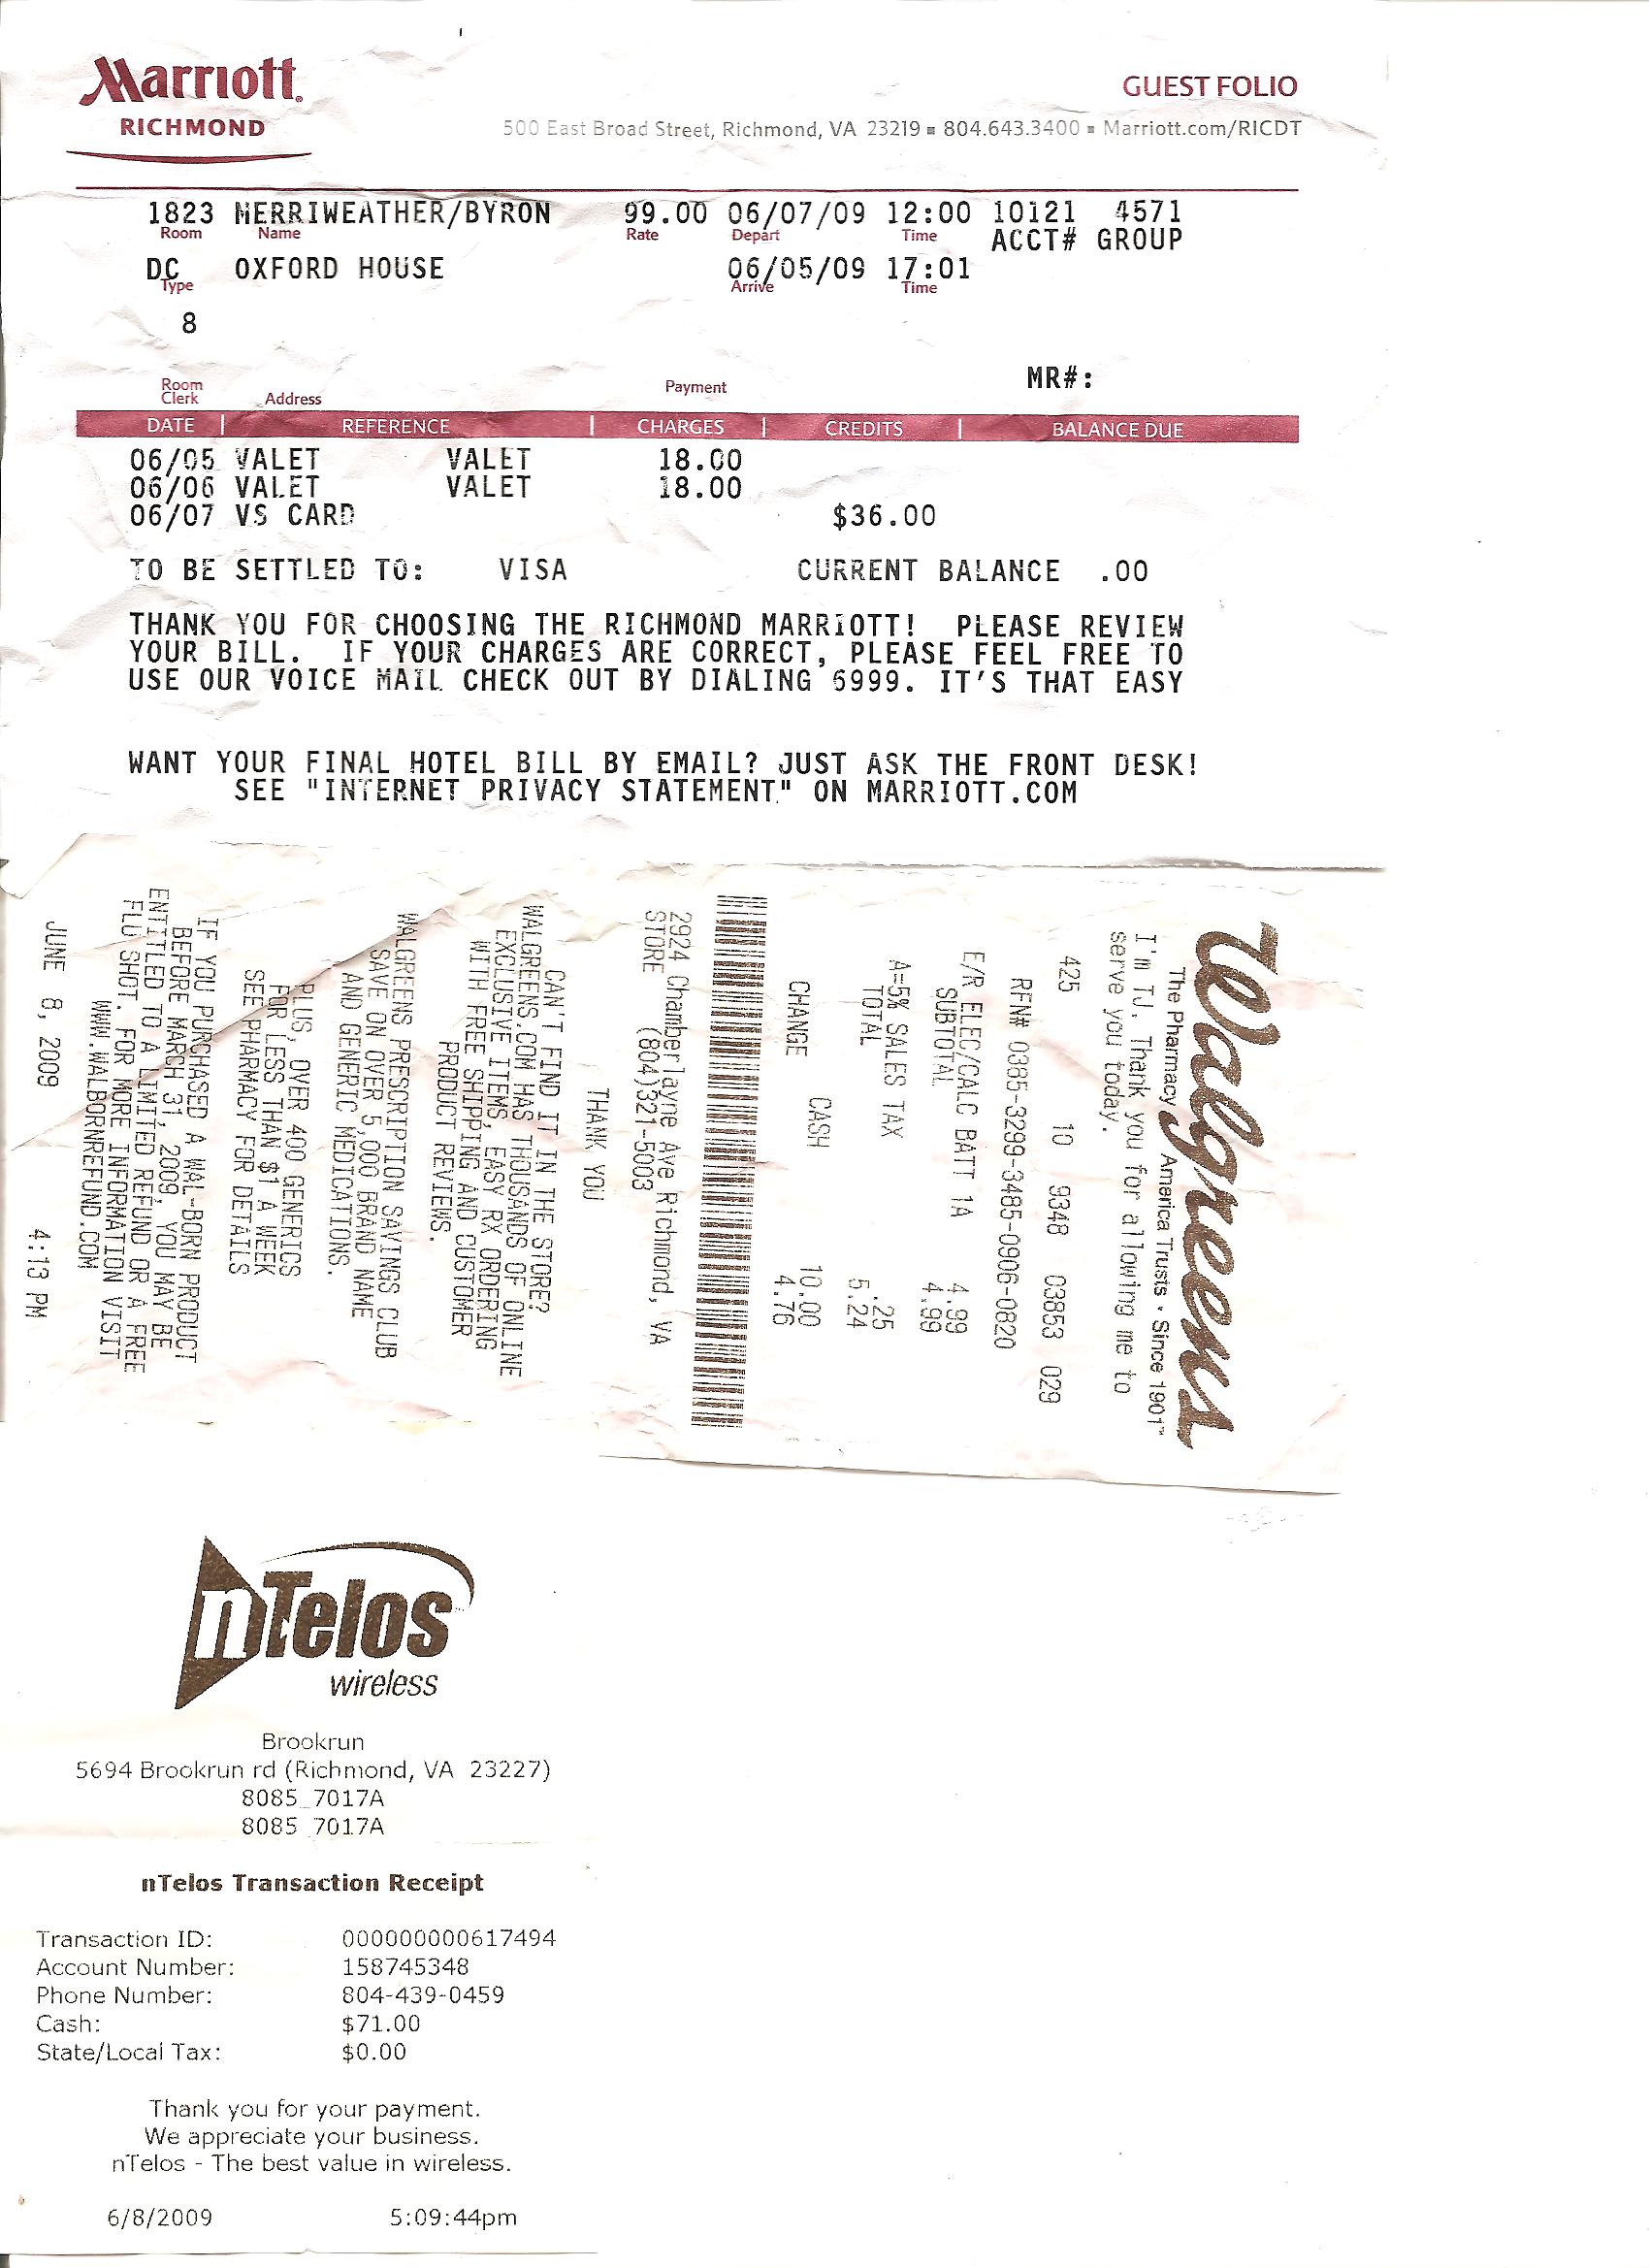 Marriott.
RICHMOND
GUEST FOLIO
500 East Broad Street, Richmond, VA 23219 ▪ 804.643.3400 ▪ Marriott.com/RICDT
1823 MERRIWEATHER/BYRON 99.00 06/07/09 12:00 10121 4571
Room Name Rate Depart Time ACCT# GROUP
DC OXFORD HOUSE 06/05/09 17:01
Type Arrive Time
8
MR#:
Room Clerk Address Payment
DATE | REFERENCE | CHARGES | CREDITS | BALANCE DUE
06/05 VALET VALET 18.00
06/06 VALET VALET 18.00
06/07 VS CARD $36.00
TO BE SETTLED TO: VISA CURRENT BALANCE .00
THANK YOU FOR CHOOSING THE RICHMOND MARRIOTT! PLEASE REVIEW
YOUR BILL. IF YOUR CHARGES ARE CORRECT, PLEASE FEEL FREE TO
USE OUR VOICE MAIL CHECK OUT BY DIALING 6999. IT'S THAT EASY
WANT YOUR FINAL HOTEL BILL BY EMAIL? JUST ASK THE FRONT DESK!
SEE "INTERNET PRIVACY STATEMENT" ON MARRIOTT.COM
Walgreens
The Pharmacy America Trusts • Since 1901™
I'm TJ. Thank you for allowing me to
serve you today.
425 10 9348 03853 029
RFN# 0385-3299-3485-0906-0820
E/R ELEC/CALC BATT 1A 4.99
SUBTOTAL 4.99
A-5% SALES TAX .25
TOTAL 5.24
CASH 10.00
CHANGE 4.76
2924 Chamberlayne Ave Richmond, VA
STORE (804)321-5003
THANK YOU
CAN'T FIND IT IN THE STORE?
WALGREENS.COM HAS THOUSANDS OF ONLINE
EXCLUSIVE ITEMS, EASY RX ORDERING
WITH FREE SHIPPING AND CUSTOMER
PRODUCT REVIEWS.
WALGREENS PRESCRIPTION SAVINGS CLUB
SAVE ON OVER 5,000 BRAND NAME
AND GENERIC MEDICATIONS.
PLUS, OVER 400 GENERICS
FOR LESS THAN $1 A WEEK
SEE PHARMACY FOR DETAILS
IF YOU PURCHASED A WAL-BORN PRODUCT
BEFORE MARCH 31, 2009, YOU MAY BE
ENTITLED TO A LIMITED REFUND OR A FREE
FLU SHOT. FOR MORE INFORMATION VISIT
WWW.WALBORNREFUND.COM
JUNE 8, 2009 4:13 PM
nTelos
wireless
Brookrun
5694 Brookrun rd (Richmond, VA 23227)
8085_7017A
8085_7017A
nTelos Transaction Receipt
Transaction ID: 000000000617494
Account Number: 158745348
Phone Number: 804-439-0459
Cash: $71.00
State/Local Tax: $0.00
Thank you for your payment.
We appreciate your business.
nTelos - The best value in wireless.
6/8/2009 5:09:44pm